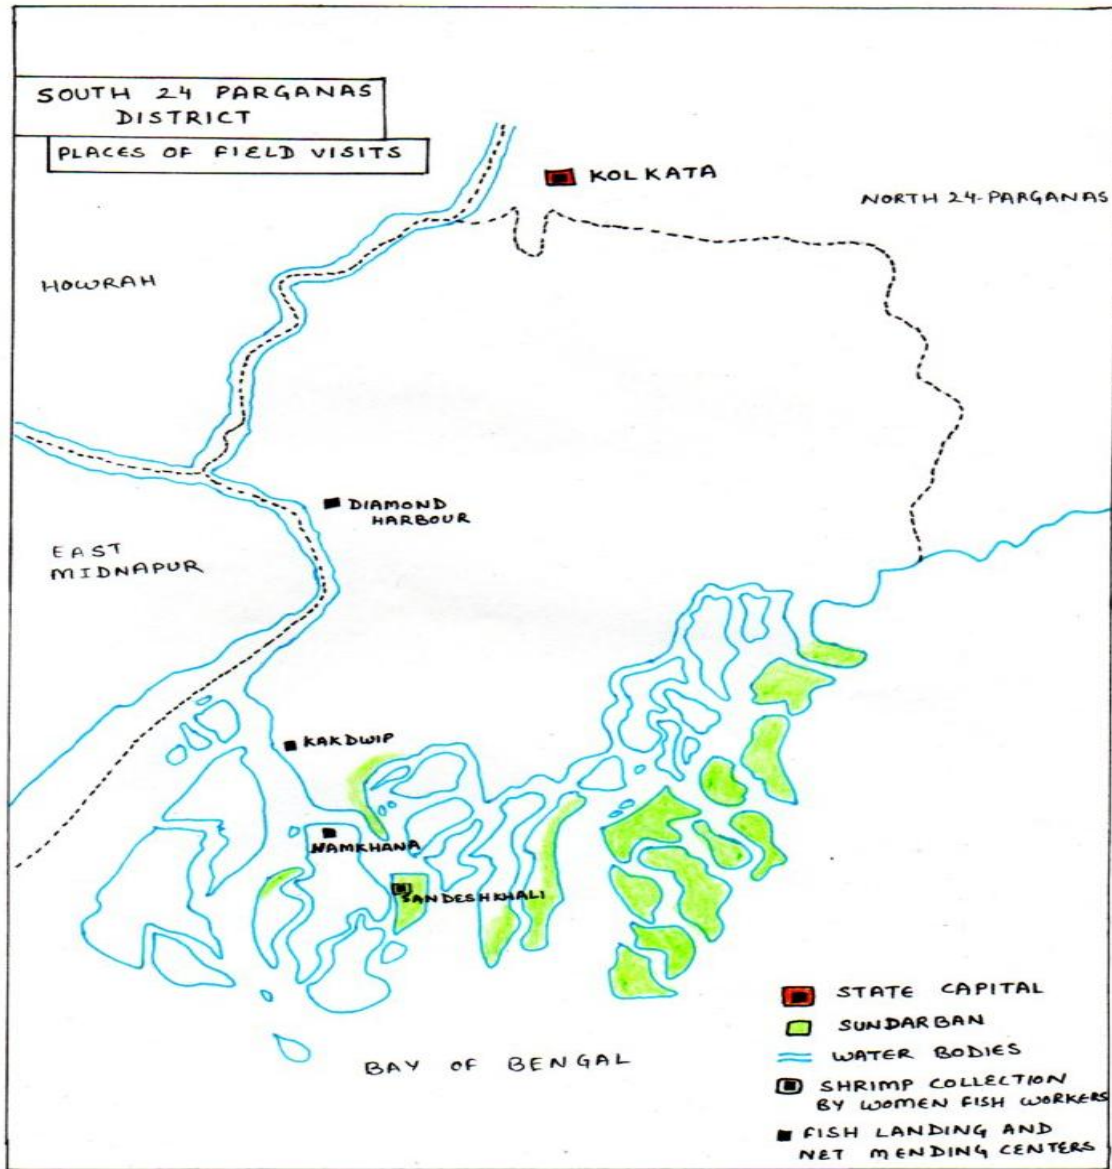 SOUTH 24 PARGANAS
DISTRICT
PLACES OF FIELD VISITS
KOLKATA
NORTH 24-PARGANAS
HOWRAH
DIAMOND
HARBOUR
EAST
MIDNAPUR
KAKDWIP
NAMKHANA
SANDESHKHALI
BAY OF BENGAL
STATE CAPITAL
SUNDARBAN
WATER BODIES
SHRIMP COLLECTION
BY WOMEN FISH WORKERS
FISH LANDING AND
NET MENDING CENTERS